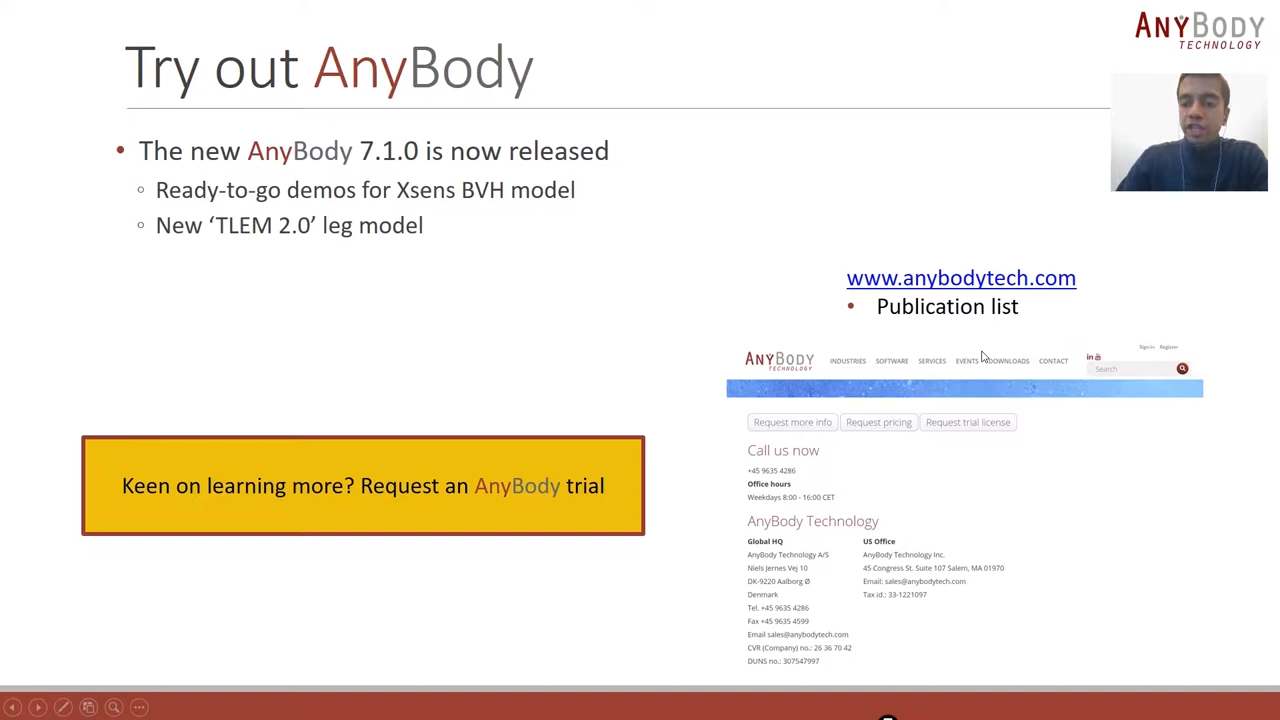 ANYBODY
TECHNOLOGY
Try out AnyBody
• The new AnyBody 7.1.0 is now released
◦ Ready-to-go demos for Xsens BVH model
◦ New ‘TLEM 2.0’ leg model
www.anybodytech.com
• Publication list
Sign in Register
ANYBODY
TECHNOLOGY
INDUSTRIES SOFTWARE SERVICES EVENTS DOWNLOADS CONTACT
Search
Request more info Request pricing Request trial license
Call us now
+45 9635 4286
Office hours
Weekdays 8:00 - 16:00 CET
Keen on learning more? Request an AnyBody trial
AnyBody Technology
Global HQ
AnyBody Technology A/S
Niels Jernes Vej 10
DK-9220 Aalborg Ø
Denmark
Tel. +45 9635 4286
Fax +45 9635 4599
Email sales@anybodytech.com
CVR (Company) no.: 26 36 70 42
DUNS no.: 307547997
US Office
AnyBody Technology Inc.
45 Congress St. Suite 107 Salem, MA 01970
Email: sales@anybodytech.com
Tax id.: 33-1221097